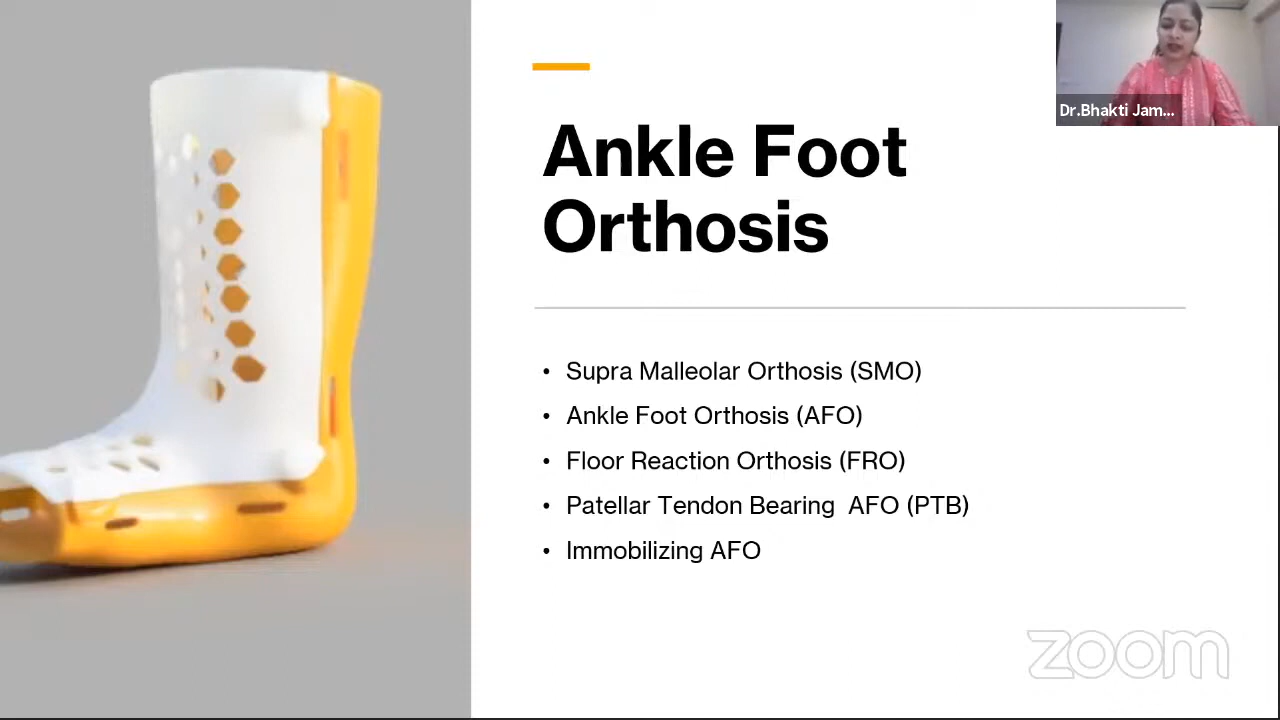 Dr.Bhakti Jam...
Ankle Foot
Orthosis
• Supra Malleolar Orthosis (SMO)
• Ankle Foot Orthosis (AFO)
• Floor Reaction Orthosis (FRO)
• Patellar Tendon Bearing  AFO (PTB)
• Immobilizing AFO
zoom